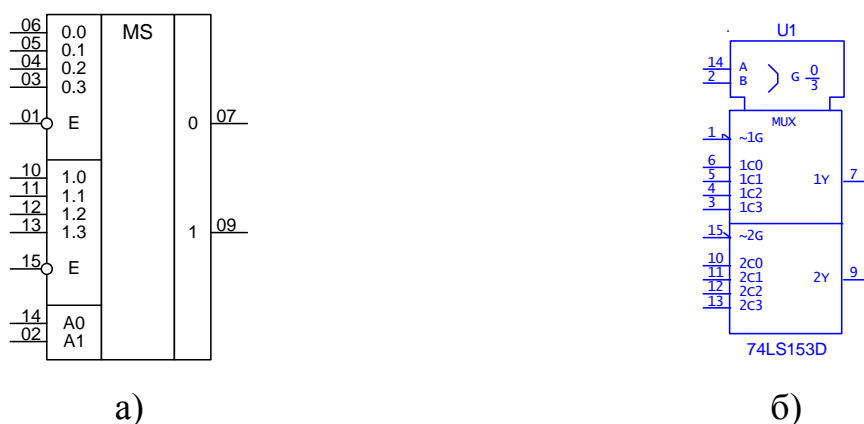 06 0.0 MS
05 0.1
04 0.2
03 0.3
01 E 0 07
10 1.0
11 1.1
12 1.2
13 1.3 1 09
15 E
14 A0
02 A1
а)
U1
14 A
2 B G 0/3
MUX
1 ~1G
6 1C0
5 1C1 1Y 7
4 1C2
3 1C3
15 ~2G
10 2C0
11 2C1 2Y 9
12 2C2
13 2C3
74LS153D
б)